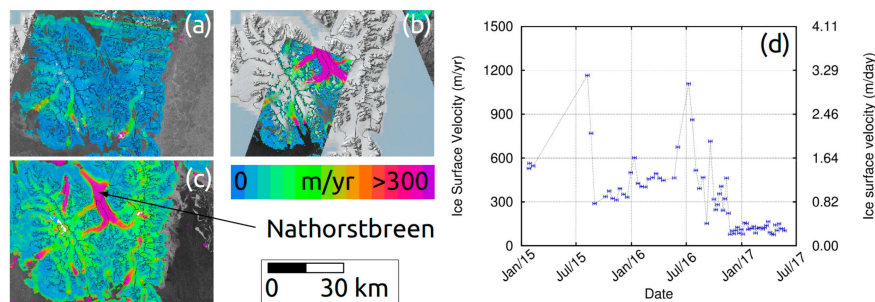 (a)
(b)
(c)
0 m/yr >300
Nathorstbreen
0 30 km
(d)
1500
1200
900
600
300
0
Ice Surface Velocity (m/yr)
4.11
3.29
2.46
1.64
0.82
0.00
Ice surface velocity (m/day)
Jan/15
Jul/15
Jan/16
Jul/16
Jan/17
Jul/17
Date